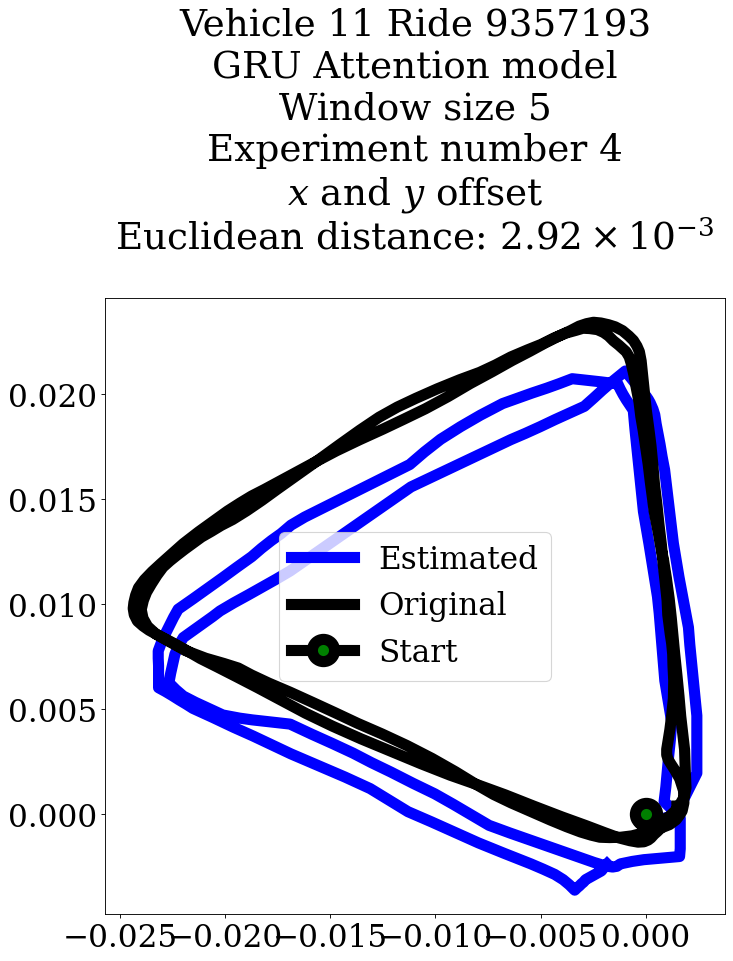 Vehicle 11 Ride 9357193
GRU Attention model
Window size 5
Experiment number 4
x and y offset
Euclidean distance: 2.92 × 10⁻³
0.020
0.015
0.010
0.005
0.000
Estimated
Original
Start
−0.025 −0.020 −0.015 −0.010 −0.005 0.000